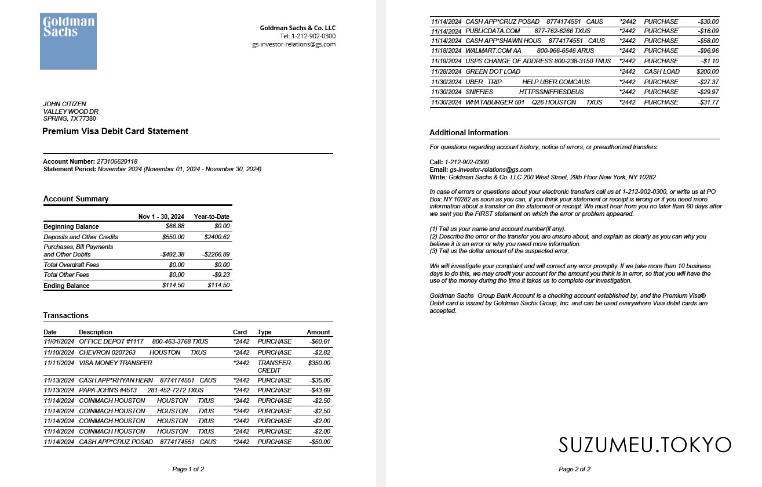 Goldman
Sachs
Goldman Sachs & Co. LLC
Tel: 1-212-902-0300
gs-investor-relations@gs.com
JOHN CITIZEN
VALLEY WOOD DR
SPRING, TX 77380
Premium Visa Debit Card Statement
Account Number: 273106620118
Statement Period: November 2024 (November 01, 2024 - November 30, 2024)
Account Summary
Nov 1 - 30, 2024 Year-to-Date
Beginning Balance $66.88 $0.00
Deposits and Other Credits $550.00 $2400.62
Purchases, Bill Payments
and Other Debits -$492.38 -$2266.89
Total Overdraft Fees $0.00 $0.00
Total Other Fees $0.00 -$9.23
Ending Balance $114.50 $114.50
Transactions
Date Description Card Type Amount
11/01/2024 OFFICE DEPOT #1117 800-463-3768 TXUS *2442 PURCHASE -$60.61
11/10/2024 CHEVRON 0207263 HOUSTON TXUS *2442 PURCHASE -$2.82
11/11/2024 VISA MONEY TRANSFER *2442 TRANSFER $350.00
CREDIT
11/13/2024 CASH APP*RHYAN HERN 8774174551 CAUS *2442 PURCHASE -$35.00
11/13/2024 PAPA JOHN'S #4513 281-452-7272 TXUS *2442 PURCHASE -$43.69
11/14/2024 COINMACH HOUSTON HOUSTON TXUS *2442 PURCHASE -$2.50
11/14/2024 COINMACH HOUSTON HOUSTON TXUS *2442 PURCHASE -$2.50
11/14/2024 COINMACH HOUSTON HOUSTON TXUS *2442 PURCHASE -$2.00
11/14/2024 COINMACH HOUSTON HOUSTON TXUS *2442 PURCHASE -$2.00
11/14/2024 CASH APP*CRUZ POSAD 8774174551 CAUS *2442 PURCHASE -$50.00
Page 1 of 2
11/14/2024 CASH APP*CRUZ POSAD 8774174551 CAUS *2442 PURCHASE -$30.00
11/14/2024 PUBLICDATA.COM 877-762-6266 TXUS *2442 PURCHASE -$16.09
11/14/2024 CASH APP*SHAWN HOUS 8774174551 CAUS *2442 PURCHASE -$58.00
11/18/2024 WALMART.COM AA 800-966-6546 ARUS *2442 PURCHASE -$96.96
11/19/2024 USPS CHANGE OF ADDRESS 800-238-3150 TNUS *2442 PURCHASE -$1.10
11/28/2024 GREEN DOT LOAD *2442 CASH LOAD $200.00
11/30/2024 UBER TRIP HELP.UBER.COMCAUS *2442 PURCHASE -$27.37
11/30/2024 SNIFFIES HTTPSSNIFFIESDEUS *2442 PURCHASE -$29.97
11/30/2024 WHATABURGER 601 Q26 HOUSTON TXUS *2442 PURCHASE -$31.77
Additional Information
For questions regarding account history, notice of errors, or preauthorized transfers:
Call: 1-212-902-0300
Email: gs-investor-relations@gs.com
Write: Goldman Sachs & Co. LLC 200 West Street, 29th Floor New York, NY 10282
In case of errors or questions about your electronic transfers call us at 1-212-902-0300, or write us at PO
Box: NY 10282 as soon as you can, if you think your statement or receipt is wrong or if you need more
information about a transfer on the statement or receipt. We must hear from you no later than 60 days after
we sent you the FIRST statement on which the error or problem appeared.
(1) Tell us your name and account number(if any).
(2) Describe the error or the transfer you are unsure about, and explain as clearly as you can why you
believe it is an error or why you need more information.
(3) Tell us the dollar amount of the suspected error.
We will investigate your complaint and will correct any error promptly. If we take more than 10 business
days to do this, we may credit your account for the amount you think is in error, so that you will have the
use of the money during the time it takes us to complete our investigation.
Goldman Sachs Group Bank Account is a checking account established by, and the Premium Visa®
Debit card is issued by Goldman Sachs Group, Inc. and can be used everywhere Visa debit cards are
accepted.
SUZUMEU.TOKYO
Page 2 of 2